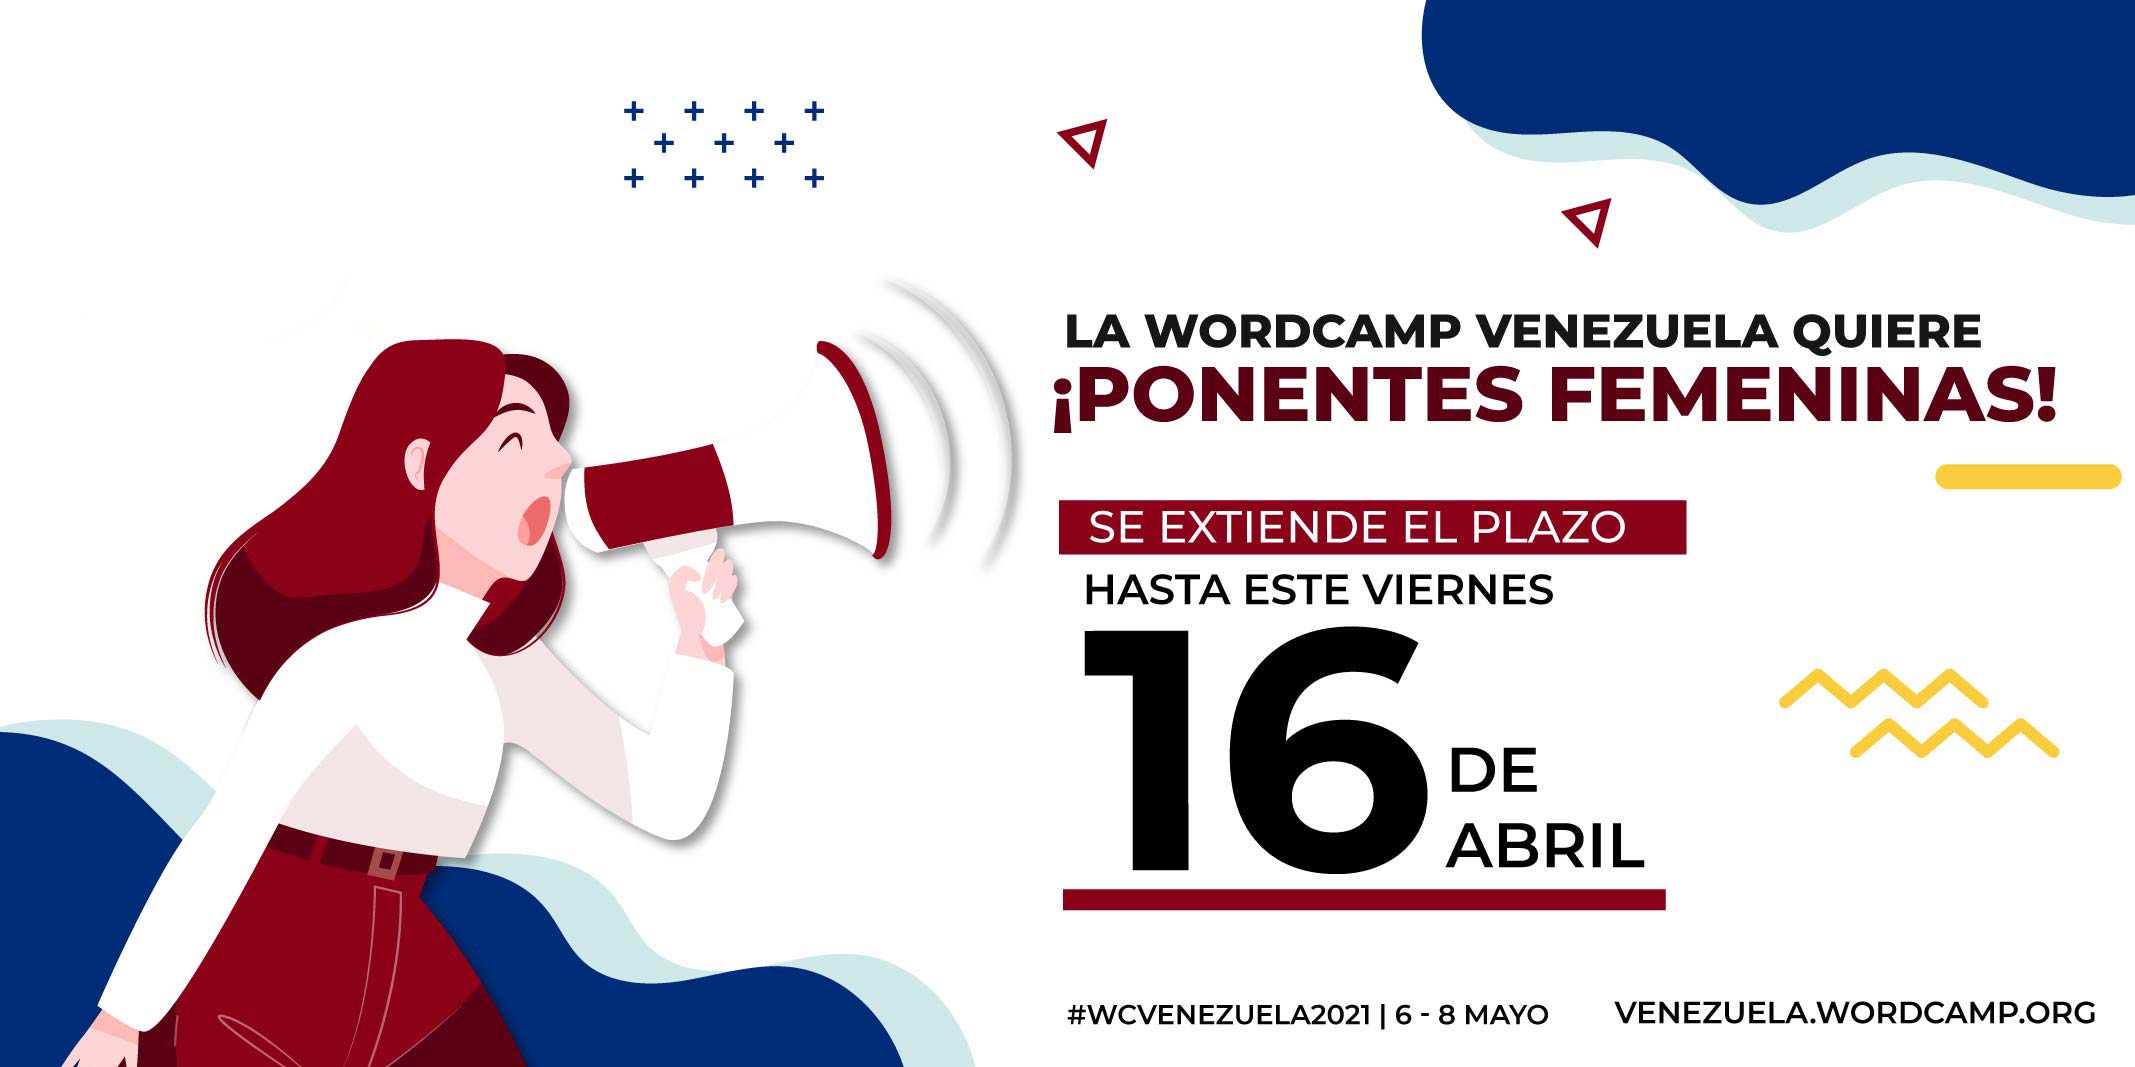 LA WORDCAMP VENEZUELA QUIERE
¡PONENTES FEMENINAS!
SE EXTIENDE EL PLAZO
HASTA ESTE VIERNES
16 DE
ABRIL
#WCVENEZUELA2021 | 6 - 8 MAYO
VENEZUELA.WORDCAMP.ORG